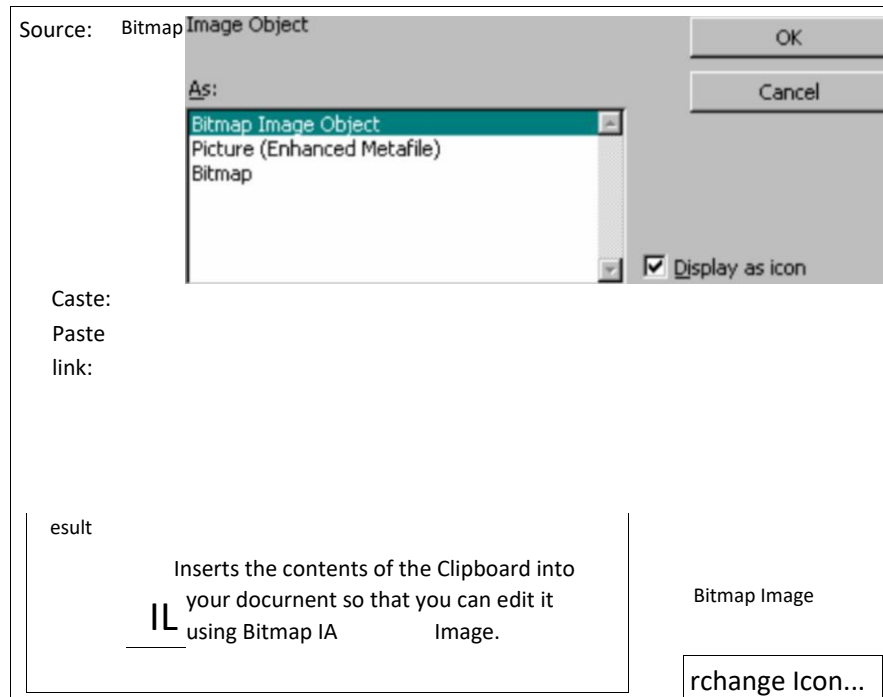 Source: Bitmap Image Object
OK
As:
Cancel
Bitmap Image Object
Picture (Enhanced Metafile)
Bitmap
Display as icon
Caste:
Paste
link:
esult
Inserts the contents of the Clipboard into
your docurnent so that you can edit it
IL
using Bitmap IA Image.
Bitmap Image
rchange Icon...